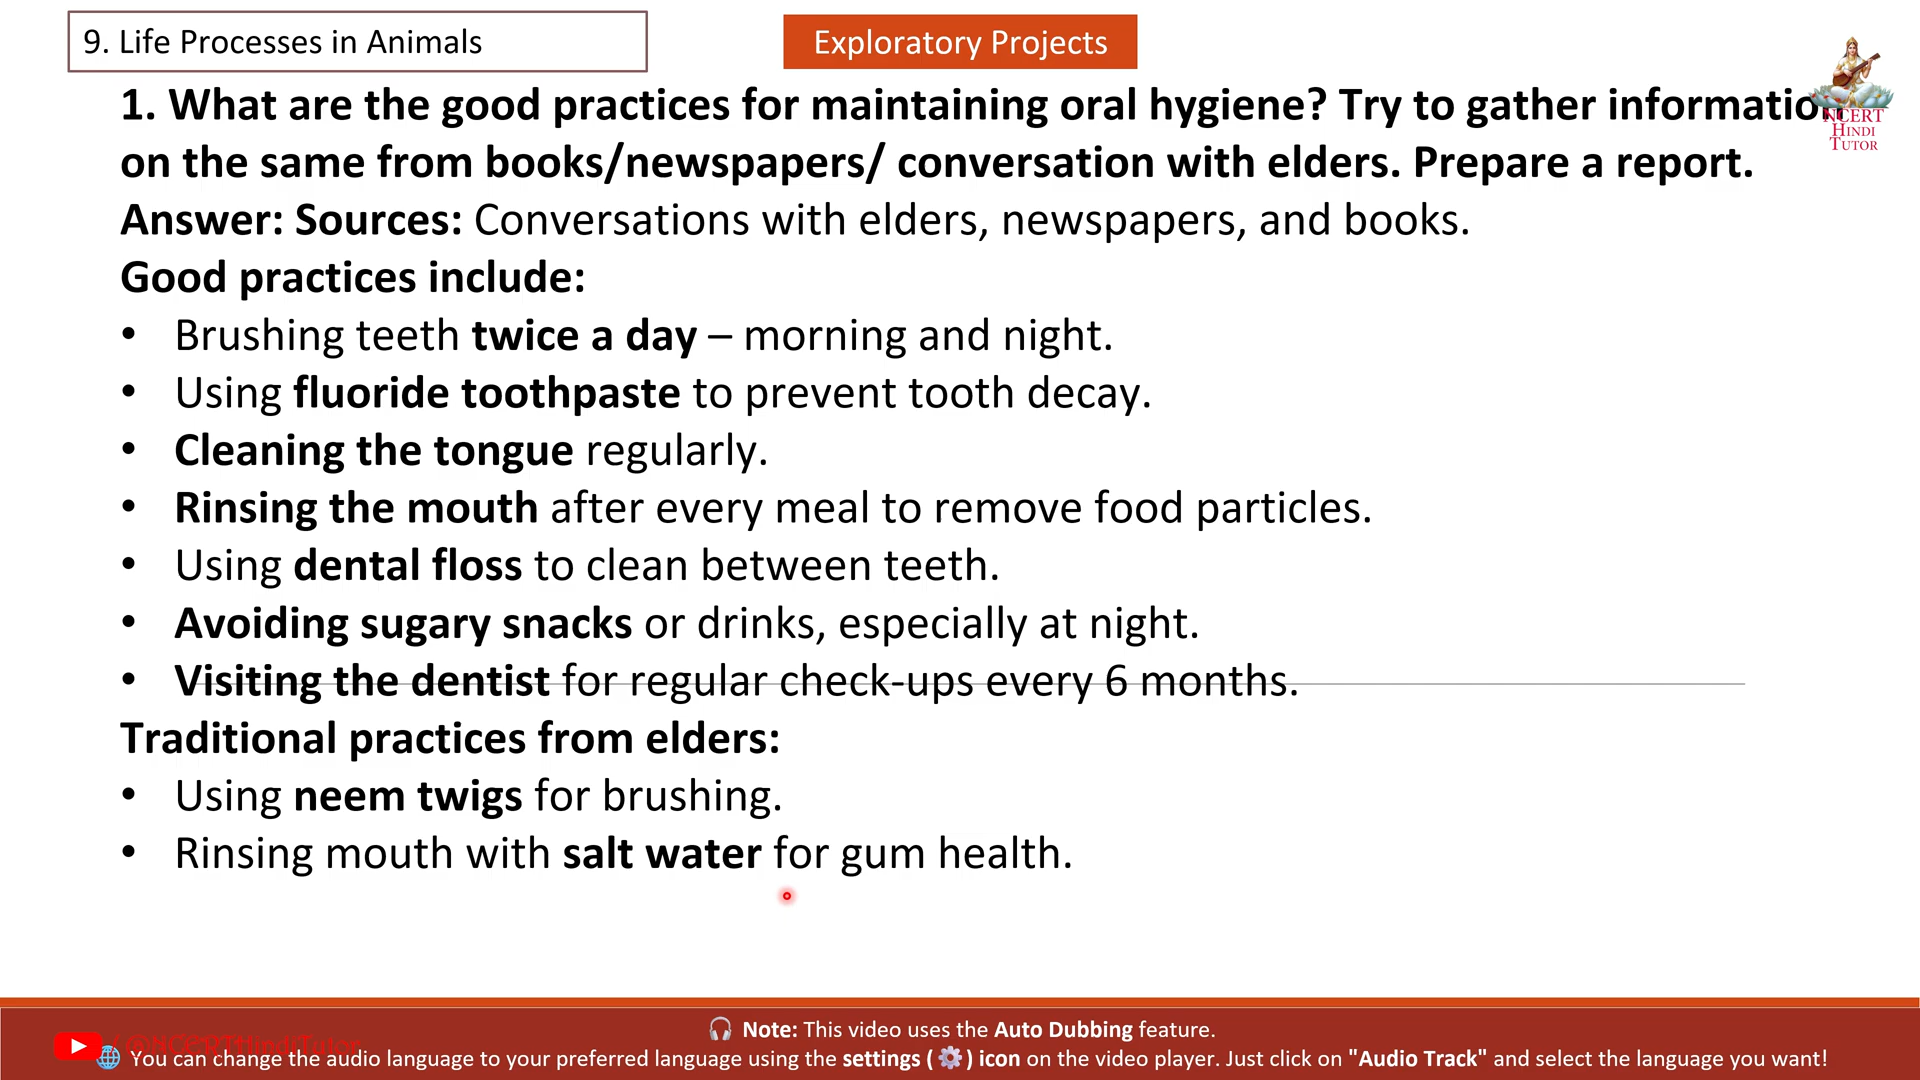 9. Life Processes in Animals
Exploratory Projects
1. What are the good practices for maintaining oral hygiene? Try to gather information
on the same from books/newspapers/ conversation with elders. Prepare a report.
NCERT
HINDI
TUTOR
Answer: Sources: Conversations with elders, newspapers, and books.
Good practices include:
• Brushing teeth twice a day – morning and night.
• Using fluoride toothpaste to prevent tooth decay.
• Cleaning the tongue regularly.
• Rinsing the mouth after every meal to remove food particles.
• Using dental floss to clean between teeth.
• Avoiding sugary snacks or drinks, especially at night.
• Visiting the dentist for regular check-ups every 6 months.
Traditional practices from elders:
• Using neem twigs for brushing.
• Rinsing mouth with salt water for gum health.
🎧 Note: This video uses the Auto Dubbing feature.
/@NCERTHindiTutor
🌐 You can change the audio language to your preferred language using the settings ( ⚙️ ) icon on the video player. Just click on "Audio Track" and select the language you want!